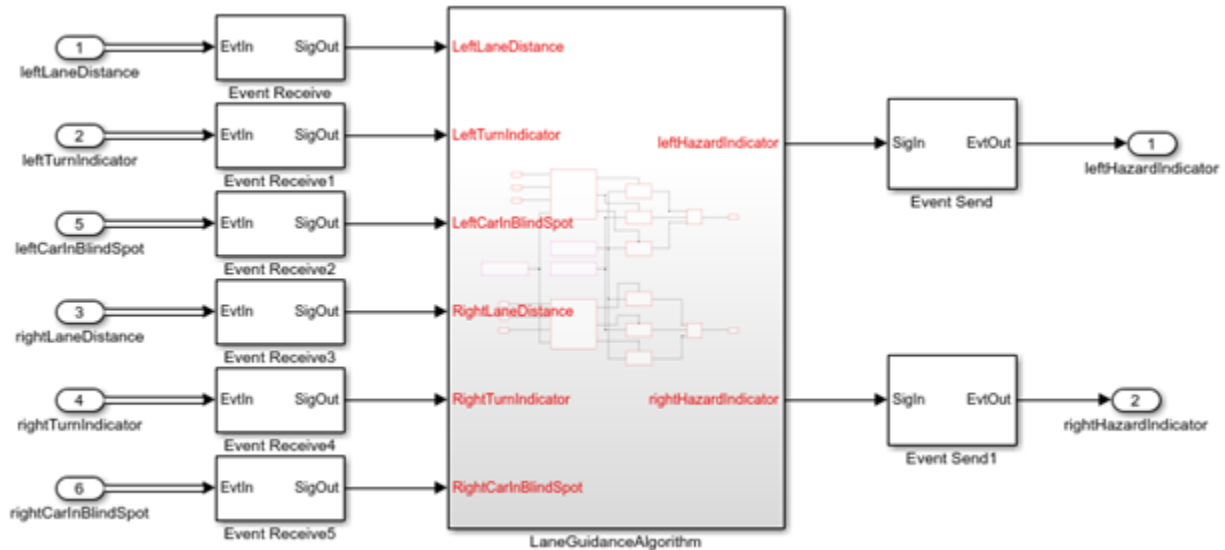 1
leftLaneDistance
EvtIn SigOut
Event Receive
LeftLaneDistance
2
leftTurnIndicator
EvtIn SigOut
Event Receive1
LeftTurnIndicator
5
leftCarInBlindSpot
EvtIn SigOut
Event Receive2
LeftCarInBlindSpot
3
rightLaneDistance
EvtIn SigOut
Event Receive3
RightLaneDistance
4
rightTurnIndicator
EvtIn SigOut
Event Receive4
RightTurnIndicator
6
rightCarInBlindSpot
EvtIn SigOut
Event Receive5
RightCarInBlindSpot
LaneGuidanceAlgorithm
leftHazardIndicator
SigIn EvtOut
Event Send
1
leftHazardIndicator
rightHazardIndicator
SigIn EvtOut
Event Send1
2
rightHazardIndicator